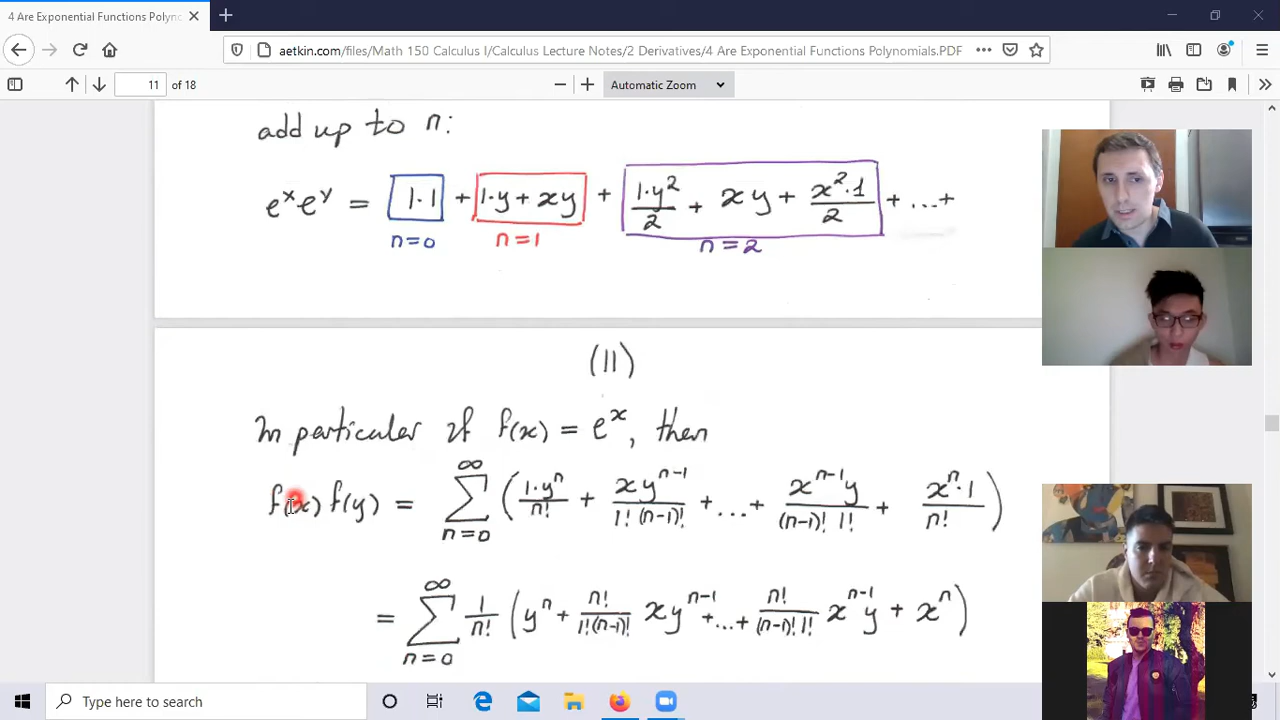 4 Are Exponential Functions Polync
aetkin.com/files/Math 150 Calculus I/Calculus Lecture Notes/2 Derivatives/4 Are Exponential Functions Polynomials.PDF
11 of 18
Automatic Zoom
add up to n:
e^x e^y = 1·1 + 1·y + xy + 1·y^2/2 + xy + x^2·1/2 + ...+
n=0 n=1 n=2
(11)
In particular if f(x) = e^x, then
f(x) f(y) = ∑_{n=0}^{∞} (1·y^n/n! + xy^{n-1}/1!(n-1)! + ... + x^{n-1}y/(n-1)! 1! + x^n·1/n!)
= ∑_{n=0}^{∞} 1/n! (y^n + n!/1!(n-1)! xy^{n-1} + ... + n!/(n-1)! 1! x^{n-1}y + x^n)
Type here to search